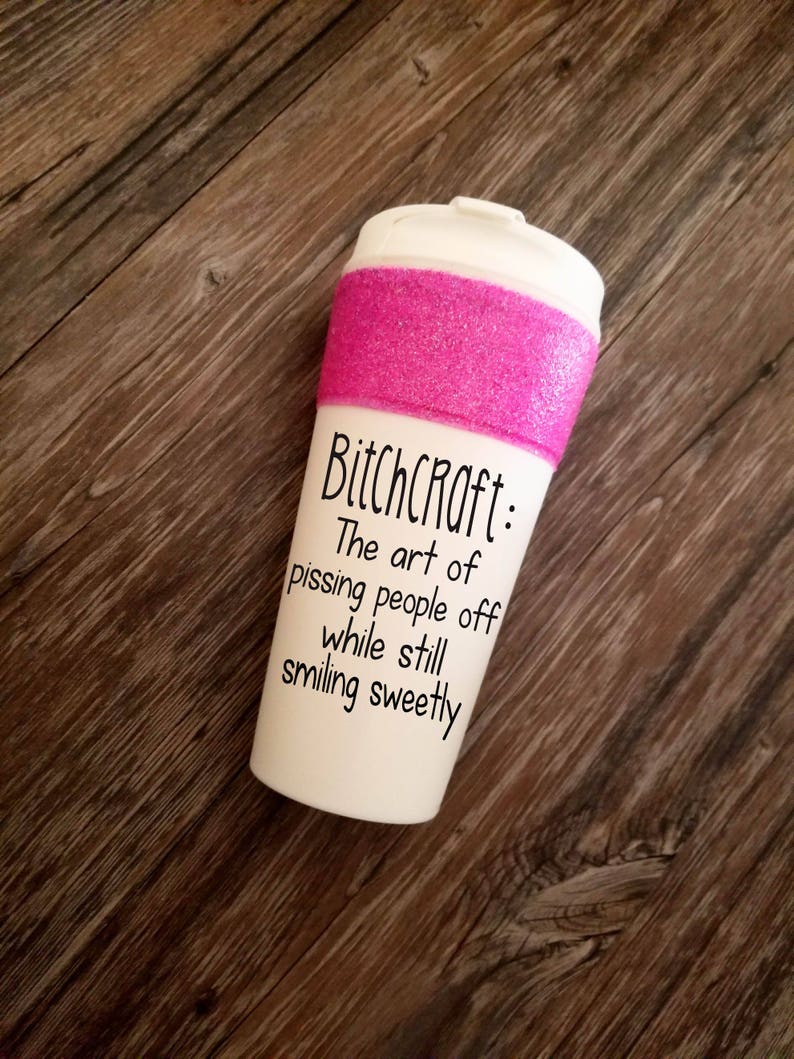 BitchCRaft:
The art of
pissing people off
while still
smiling sweetly